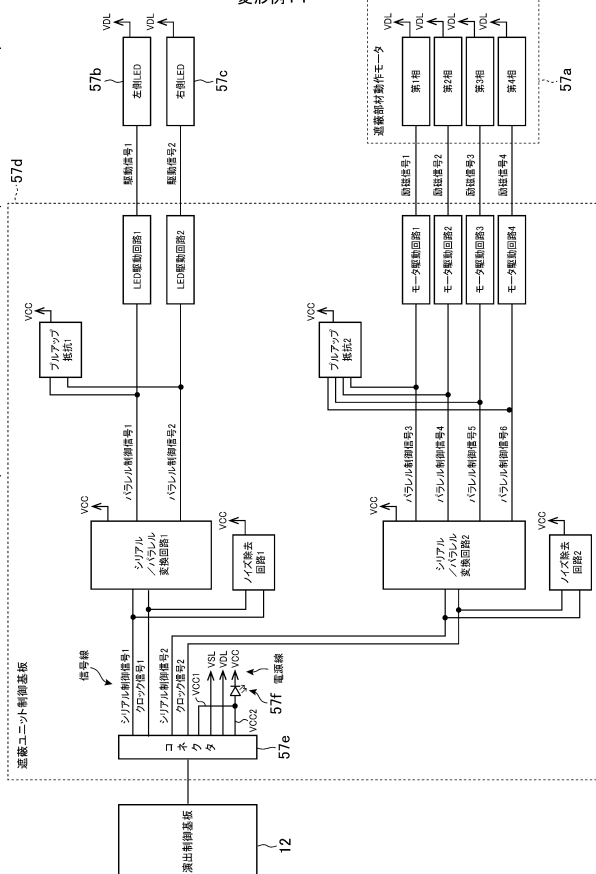 遮蔽ユニット制御基板
57d
演出制御基板
12
コネクタ
57e
信号線
シリアル制御信号1
クロック信号1
シリアル制御信号2
クロック信号2
VCC1
VSL
VDL
VCC
電源線
57f
VCC2
シリアル
／パラレル
変換回路1
VCC
ノイズ除去
回路1
VCC
パラレル制御信号1
パラレル制御信号2
プルアップ
抵抗1
VCC
LED駆動回路1
LED駆動回路2
駆動信号1
駆動信号2
左側LED
右側LED
VDL
VDL
57b
57c
シリアル
／パラレル
変換回路2
VCC
ノイズ除去
回路2
VCC
パラレル制御信号3
パラレル制御信号4
パラレル制御信号5
パラレル制御信号6
プルアップ
抵抗2
VCC
モータ駆動回路1
モータ駆動回路2
モータ駆動回路3
モータ駆動回路4
励磁信号1
励磁信号2
励磁信号3
励磁信号4
遮蔽部材動作モータ
第1相
第2相
第3相
第4相
VDL
VDL
VDL
VDL
57a